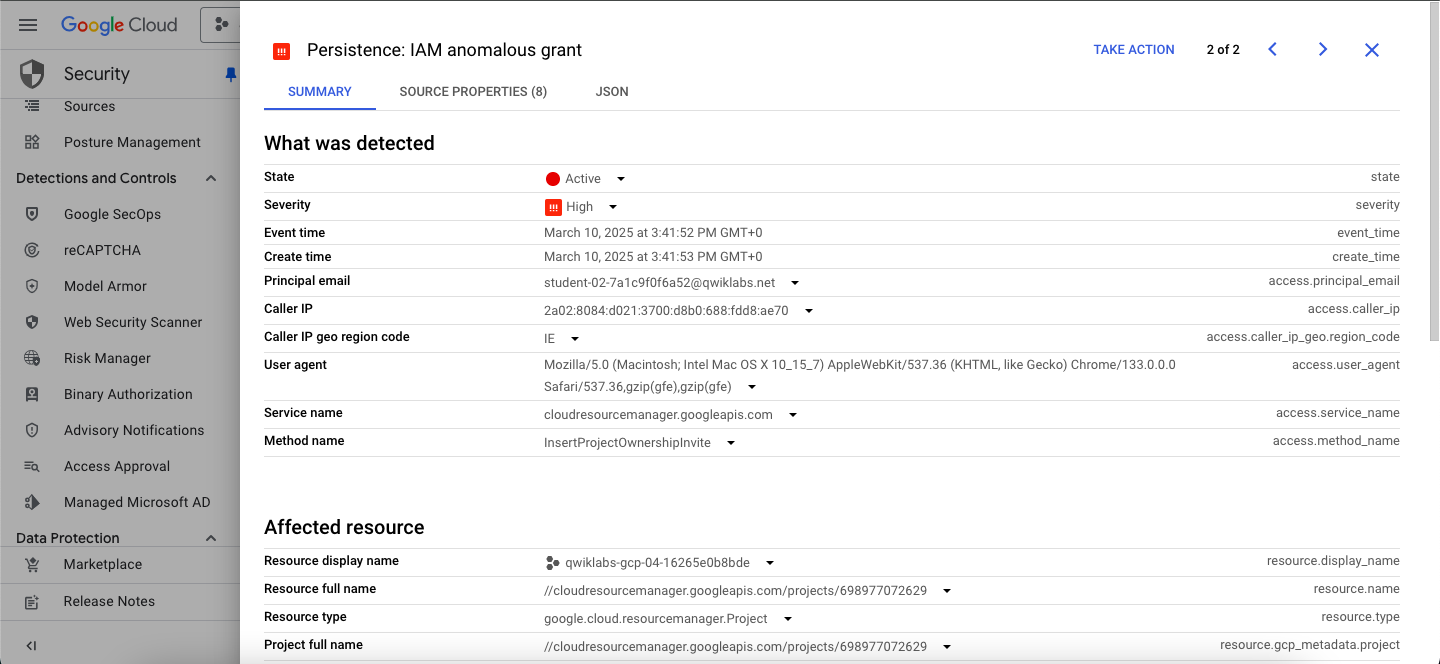 Google Cloud
Security
Sources
Posture Management
Detections and Controls
Google SecOps
reCAPTCHA
Model Armor
Web Security Scanner
Risk Manager
Binary Authorization
Advisory Notifications
Access Approval
Managed Microsoft AD
Data Protection
Marketplace
Release Notes
Persistence: IAM anomalous grant
TAKE ACTION 2 of 2
SUMMARY SOURCE PROPERTIES (8) JSON
What was detected
State Active state
Severity High severity
Event time March 10, 2025 at 3:41:52 PM GMT+0 event_time
Create time March 10, 2025 at 3:41:53 PM GMT+0 create_time
Principal email student-02-7a1c9f0f6a52@qwiklabs.net access.principal_email
Caller IP 2a02:8084:d021:3700:d8b0:688:fdd8:ae70 access.caller_ip
Caller IP geo region code IE access.caller_ip_geo.region_code
User agent Mozilla/5.0 (Macintosh; Intel Mac OS X 10_15_7) AppleWebKit/537.36 (KHTML, like Gecko) Chrome/133.0.0.0 access.user_agent
Safari/537.36,gzip(gfe),gzip(gfe)
Service name cloudresourcemanager.googleapis.com access.service_name
Method name InsertProjectOwnershipInvite access.method_name
Affected resource
Resource display name qwiklabs-gcp-04-16265e0b8bde resource.display_name
Resource full name //cloudresourcemanager.googleapis.com/projects/698977072629 resource.name
Resource type google.cloud.resourcemanager.Project resource.type
Project full name //cloudresourcemanager.googleapis.com/projects/698977072629 resource.gcp_metadata.project